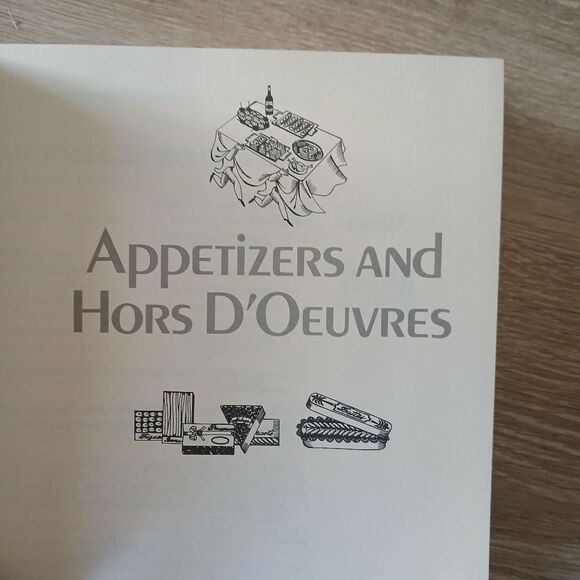 Appetizers and
Hors D'Oeuvres